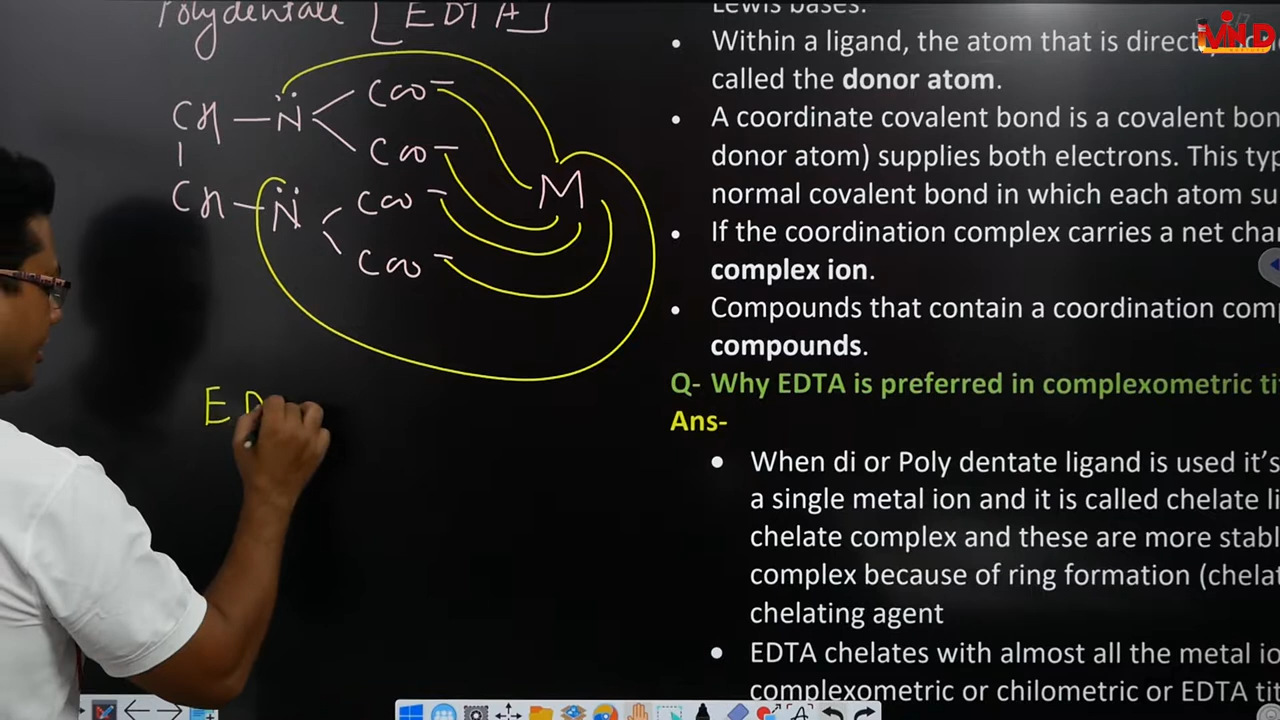 Polydentate [EDTA]
CH — N̈ < COO⁻
COO⁻
CH — N̈ COO⁻
COO⁻
M
E D
Lewis bases.
• Within a ligand, the atom that is direct
called the donor atom.
• A coordinate covalent bond is a covalent bon
donor atom) supplies both electrons. This typ
normal covalent bond in which each atom su
• If the coordination complex carries a net char
complex ion.
• Compounds that contain a coordination comp
compounds.
Q- Why EDTA is preferred in complexometric ti
Ans-
• When di or Poly dentate ligand is used it's
a single metal ion and it is called chelate li
chelate complex and these are more stabl
complex because of ring formation (chelat
chelating agent
• EDTA chelates with almost all the metal io
complexometric or chilometric or EDTA tit